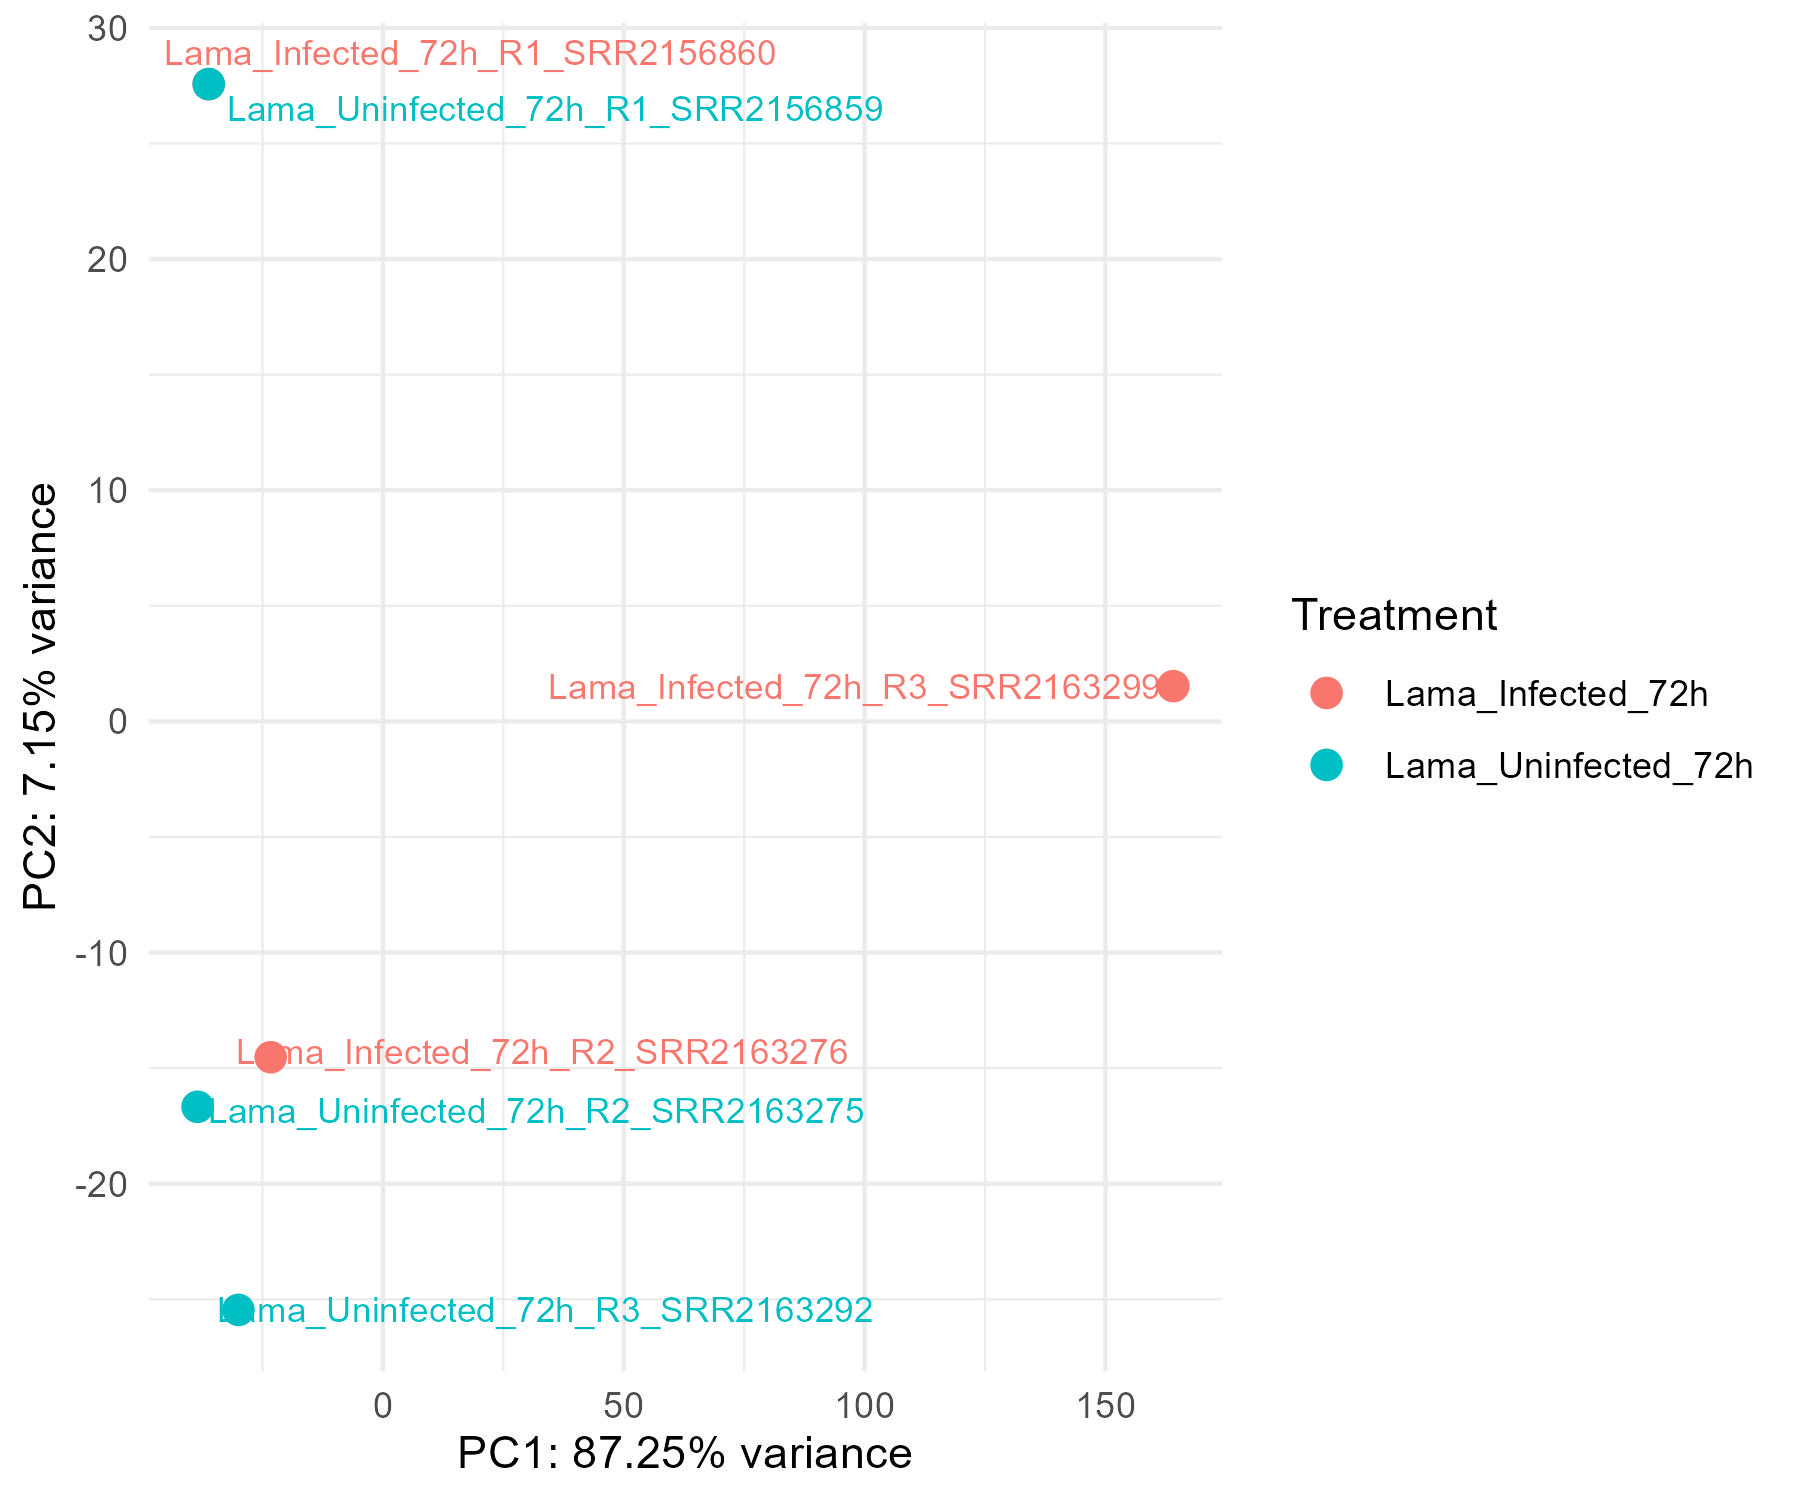 30
Lama_Infected_72h_R1_SRR2156860
Lama_Uninfected_72h_R1_SRR2156859
20
10
Lama_Infected_72h_R3_SRR2163299
0
-10
Lama_Infected_72h_R2_SRR2163276
Lama_Uninfected_72h_R2_SRR2163275
-20
Lama_Uninfected_72h_R3_SRR2163292
0 50 100 150
PC1: 87.25% variance
PC2: 7.15% variance
Treatment
Lama_Infected_72h
Lama_Uninfected_72h